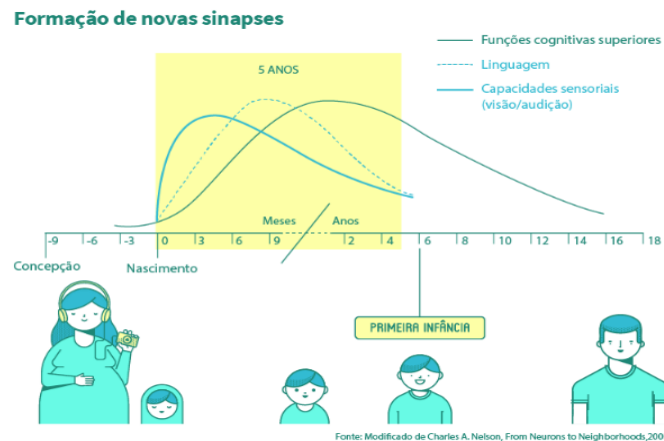 Formação de novas sinapses
Funções cognitivas superiores
Linguagem
Capacidades sensoriais
(visão/audição)
5 ANOS
Meses
Anos
-9 -6 -3 0 3 6 9 2 4 6 8 10 12 14 16 18
Concepção
Nascimento
PRIMEIRA INFÂNCIA
Fonte: Modificado de Charles A. Nelson, From Neurons to Neighborhoods,